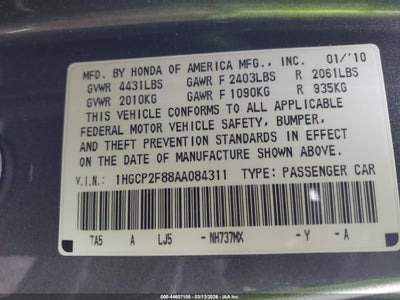 MFD. BY HONDA OF AMERICA MFG., INC. 01/'10
GVWR 4431LBS GAWR F 2403LBS R 2061LBS
GVWR 2010KG GAWR F 1090KG R 935KG
THIS VEHICLE CONFORMS TO ALL APPLICABLE
FEDERAL MOTOR VEHICLE SAFETY, BUMPER,
AND THEFT PREVENTION STANDARDS IN EFFECT
ON THE DATE OF MANUFACTURE SHOWN ABOVE.
V.I.N: 1HGCP2F88AA084311 TYPE: PASSENGER CAR
TA5 A LJ5 -NH737MX -Y -A
000-44607108 - 03/13/2026 - IAA Inc.